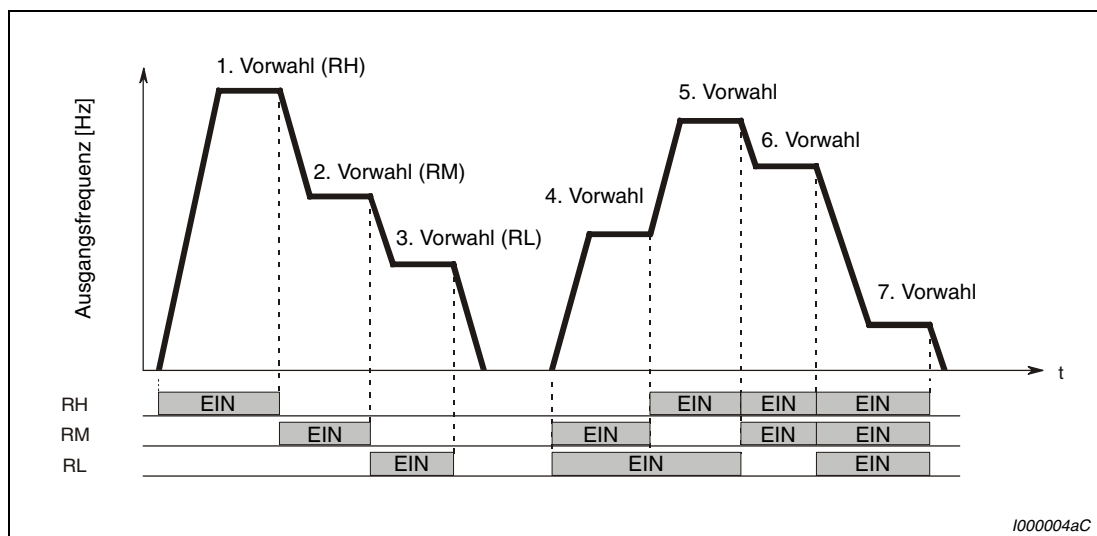 Ausgangsfrequenz [Hz]
1. Vorwahl (RH)
2. Vorwahl (RM)
3. Vorwahl (RL)
4. Vorwahl
5. Vorwahl
6. Vorwahl
7. Vorwahl
t
RH EIN EIN EIN EIN
RM EIN EIN EIN EIN
RL EIN EIN EIN
I000004aC